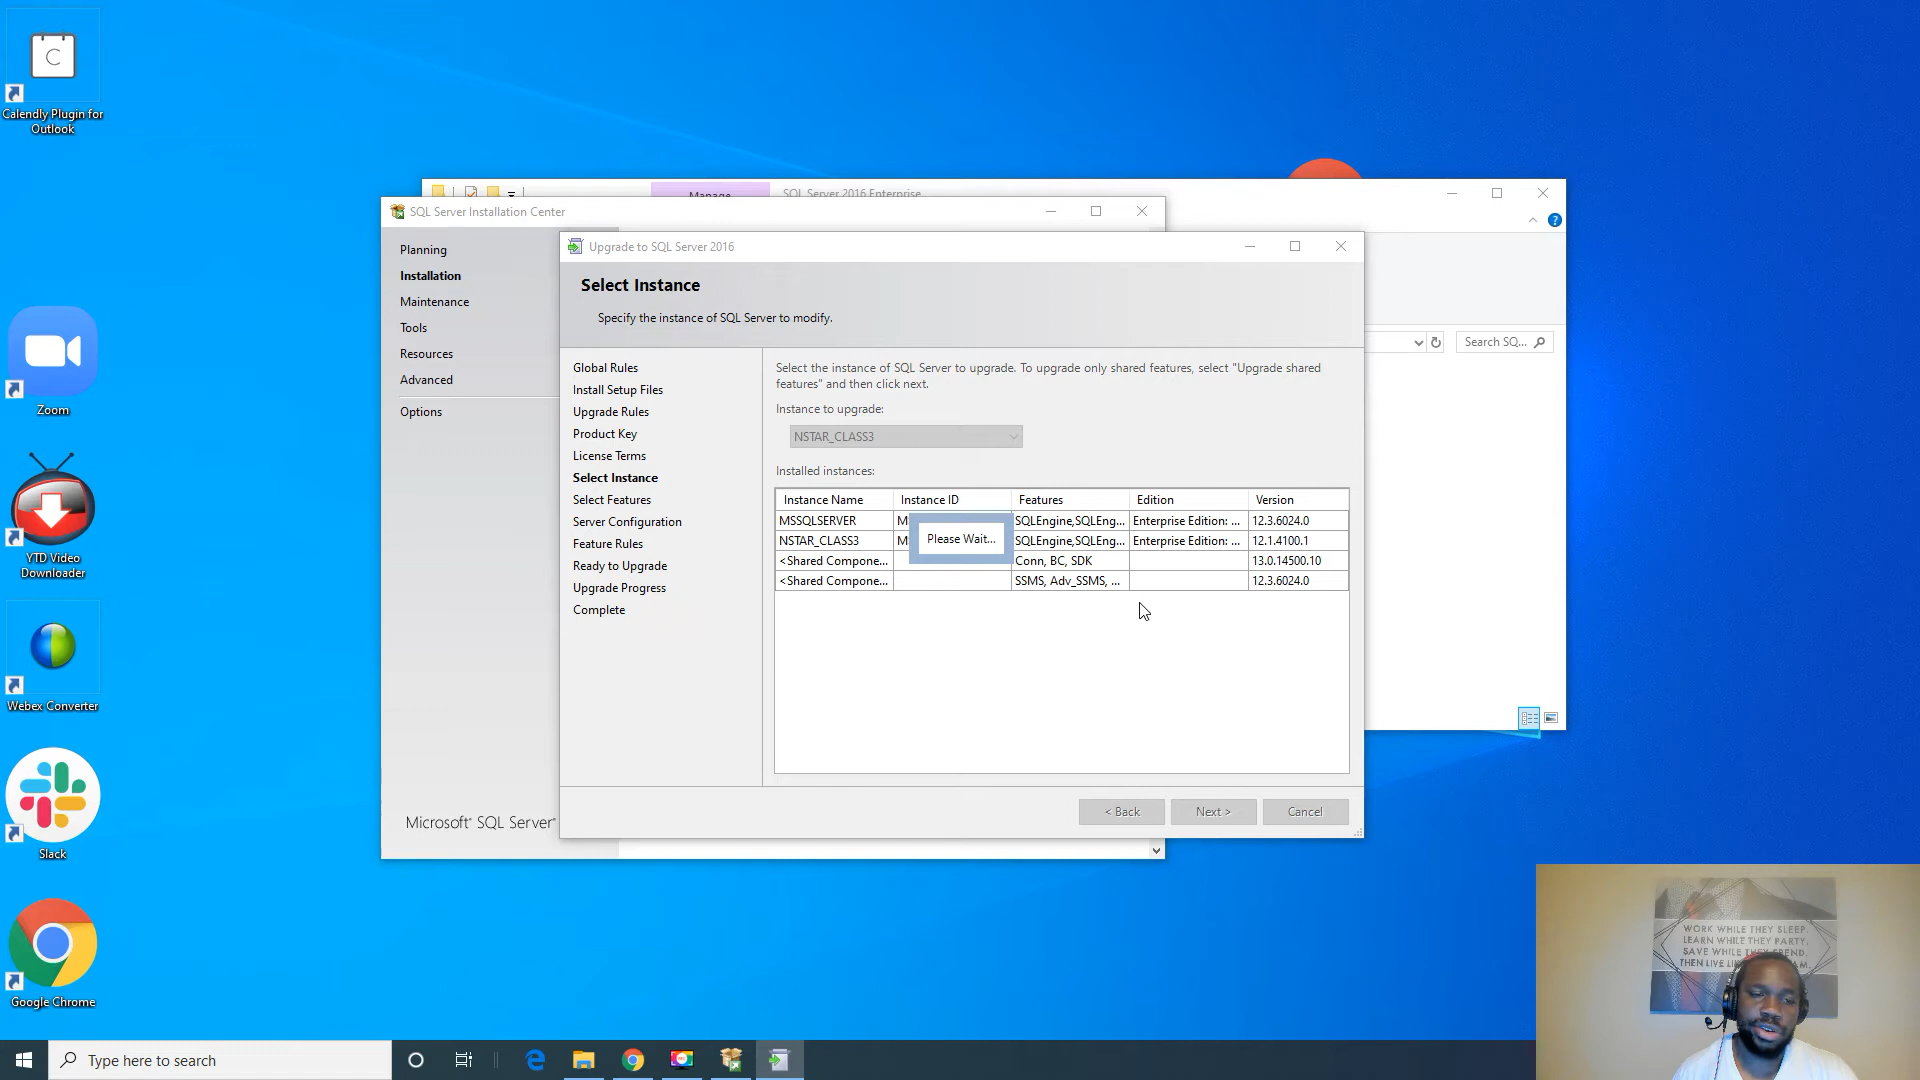 Calendly Plugin for
Outlook
Zoom
YTD Video
Downloader
Webex Converter
Slack
Google Chrome
Manage
SQL Server 2016 Enterprise
Search SQ...
SQL Server Installation Center
Planning
Installation
Maintenance
Tools
Resources
Advanced
Options
Microsoft SQL Server
Upgrade to SQL Server 2016
Select Instance
Specify the instance of SQL Server to modify.
Global Rules
Install Setup Files
Upgrade Rules
Product Key
License Terms
Select Instance
Select Features
Server Configuration
Feature Rules
Ready to Upgrade
Upgrade Progress
Complete
Select the instance of SQL Server to upgrade. To upgrade only shared features, select "Upgrade shared
features" and then click next.
Instance to upgrade:
NSTAR_CLASS3
Installed instances:
Instance Name Instance ID Features Edition Version
MSSQLSERVER M SQLEngine,SQLEng... Enterprise Edition: ... 12.3.6024.0
NSTAR_CLASS3 M SQLEngine,SQLEng... Enterprise Edition: ... 12.1.4100.1
<Shared Compone... Conn, BC, SDK 13.0.14500.10
<Shared Compone... SSMS, Adv_SSMS, ... 12.3.6024.0
Please Wait...
< Back Next > Cancel
WORK WHILE THEY SLEEP.
LEARN WHILE THEY PARTY.
SAVE WHILE THEY SPEND.
THEN LIVE
Type here to search